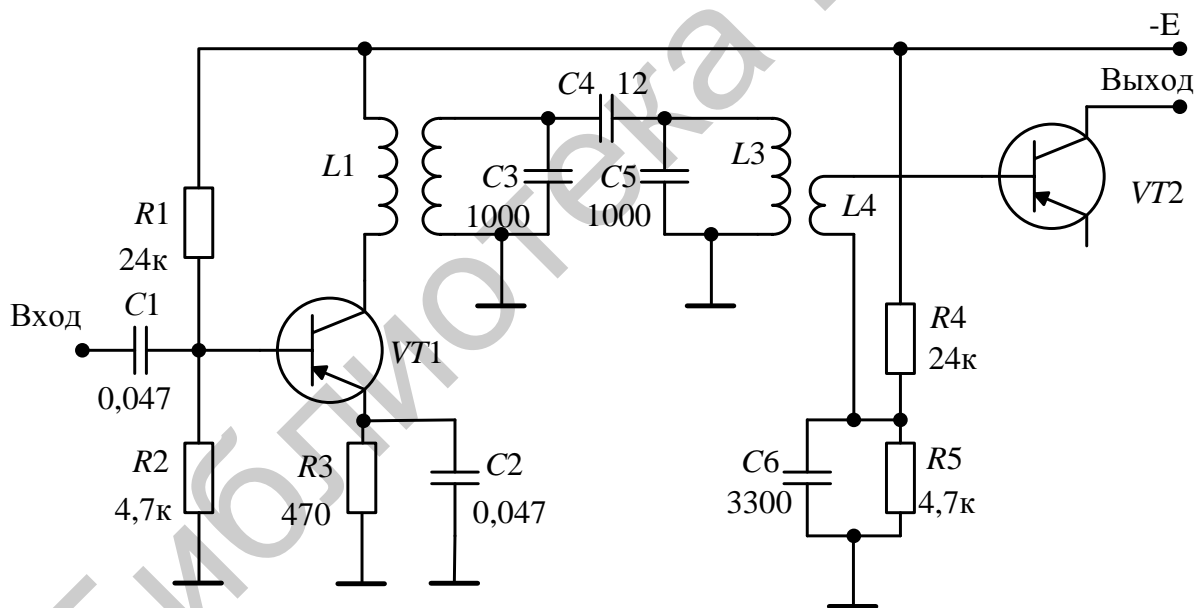 -E
C4 12
Выход
L1
C3
C5
L3
1000
1000
L4
VT2
R1
24к
C1
Вход
VT1
R4
24к
0,047
R2
4,7к
R3
470
C2
0,047
C6
3300
R5
4,7к
Библиотека